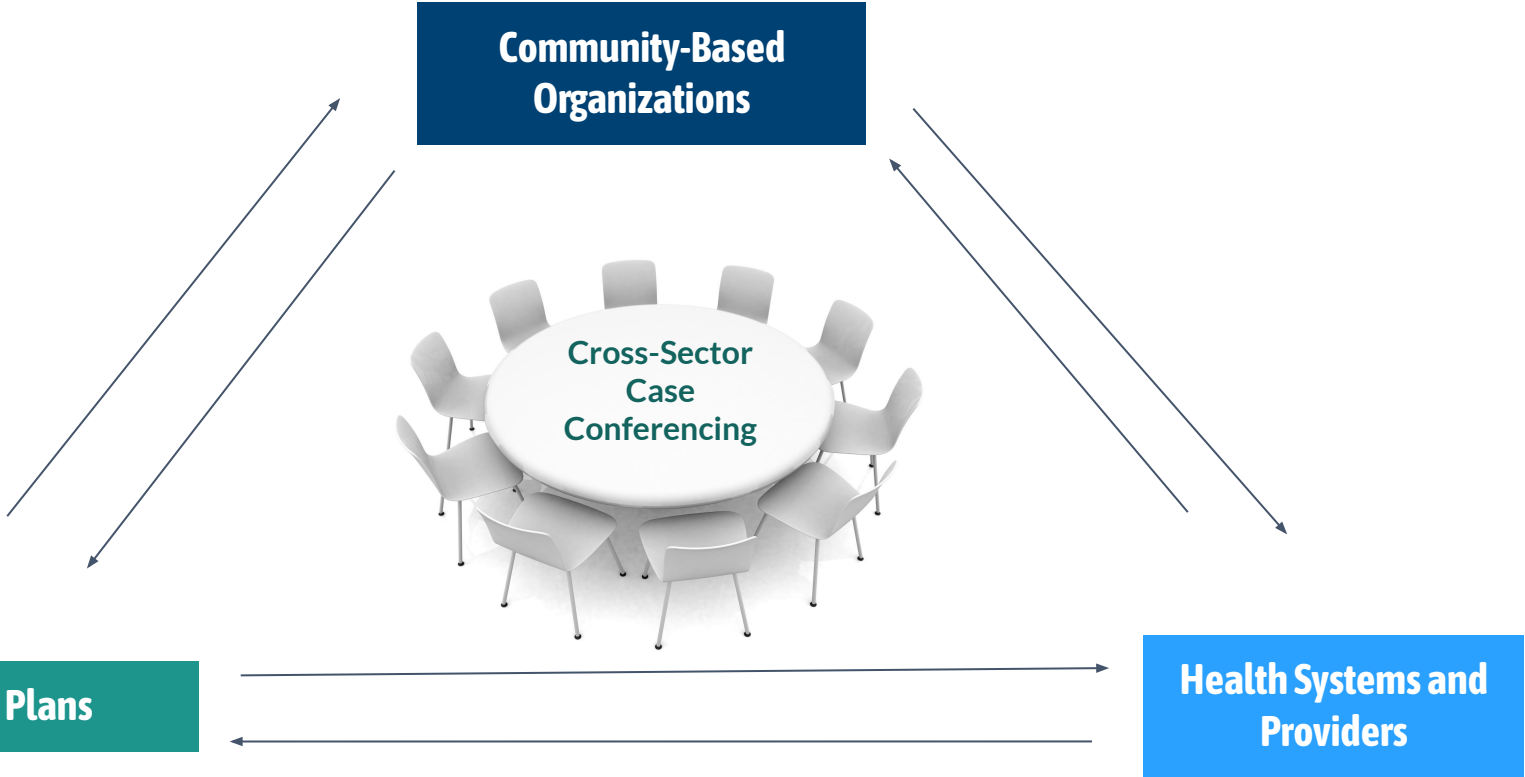 Community-Based
Organizations
Cross-Sector
Case
Conferencing
Plans
Health Systems and
Providers